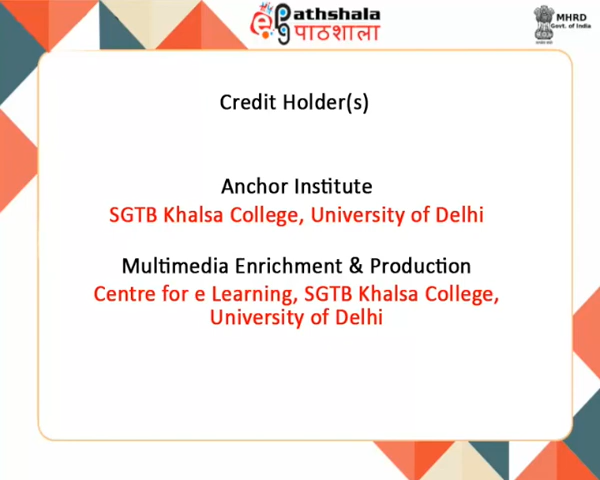 Pathshala
पाठशाला
MHRD
Govt. of India
Credit Holder(s)
Anchor Institute
SGTB Khalsa College, University of Delhi
Multimedia Enrichment & Production
Centre for e Learning, SGTB Khalsa College,
University of Delhi